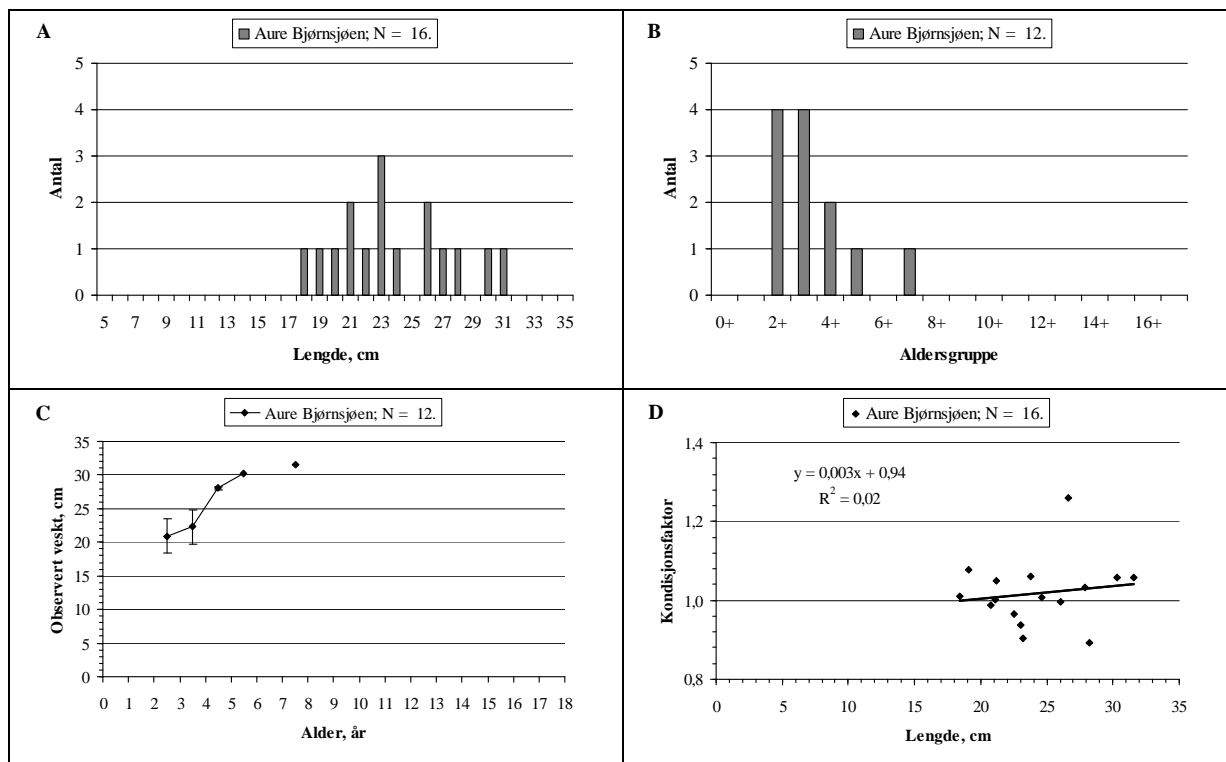 A
Aure Bjørnsjøen; N = 16.
5
4
3
2
1
0
Antal
5 7 9 11 13 15 17 19 21 23 25 27 29 31 33 35
Lengde, cm
B
Aure Bjørnsjøen; N = 12.
5
4
3
2
1
0
Antal
0+ 2+ 4+ 6+ 8+ 10+ 12+ 14+ 16+
Aldersgruppe
C
Aure Bjørnsjøen; N = 12.
35
30
25
20
15
10
5
0
Observert veskt, cm
0 1 2 3 4 5 6 7 8 9 10 11 12 13 14 15 16 17 18
Alder, år
D
Aure Bjørnsjøen; N = 16.
1,4
1,2
1,0
0,8
Kondisjonsfaktor
y = 0,003x + 0,94
R² = 0,02
0 5 10 15 20 25 30 35
Lengde, cm